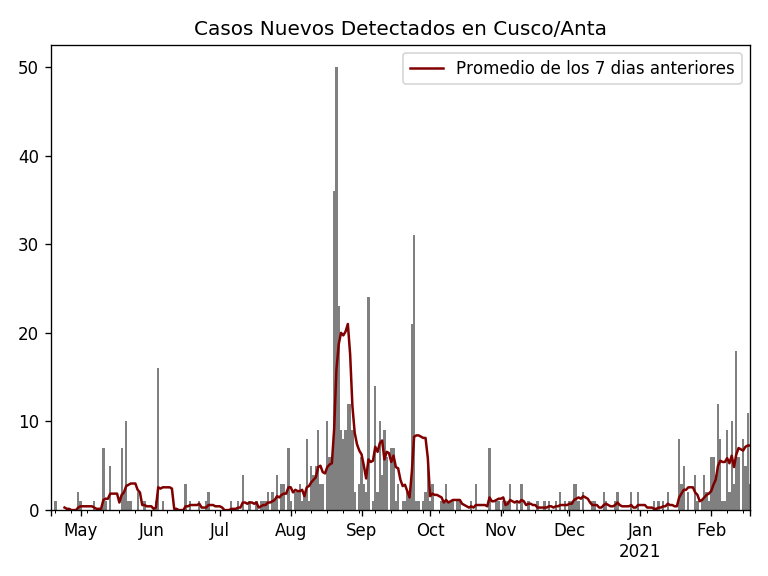 Casos Nuevos Detectados en Cusco/Anta
Promedio de los 7 dias anteriores
50
40
30
20
10
0
May Jun Jul Aug Sep Oct Nov Dec Jan Feb
2021